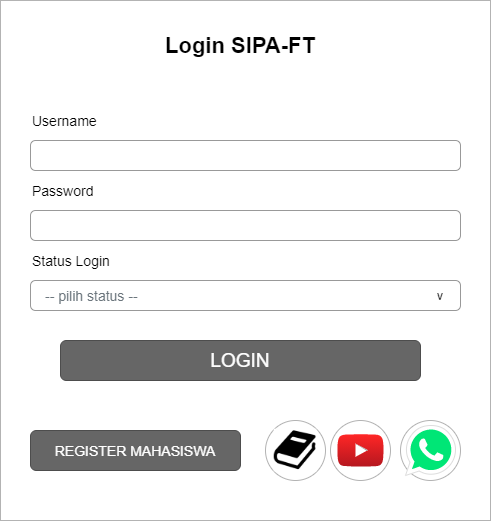 Login SIPA-FT
Username
Password
Status Login
-- pilih status --
LOGIN
REGISTER MAHASISWA